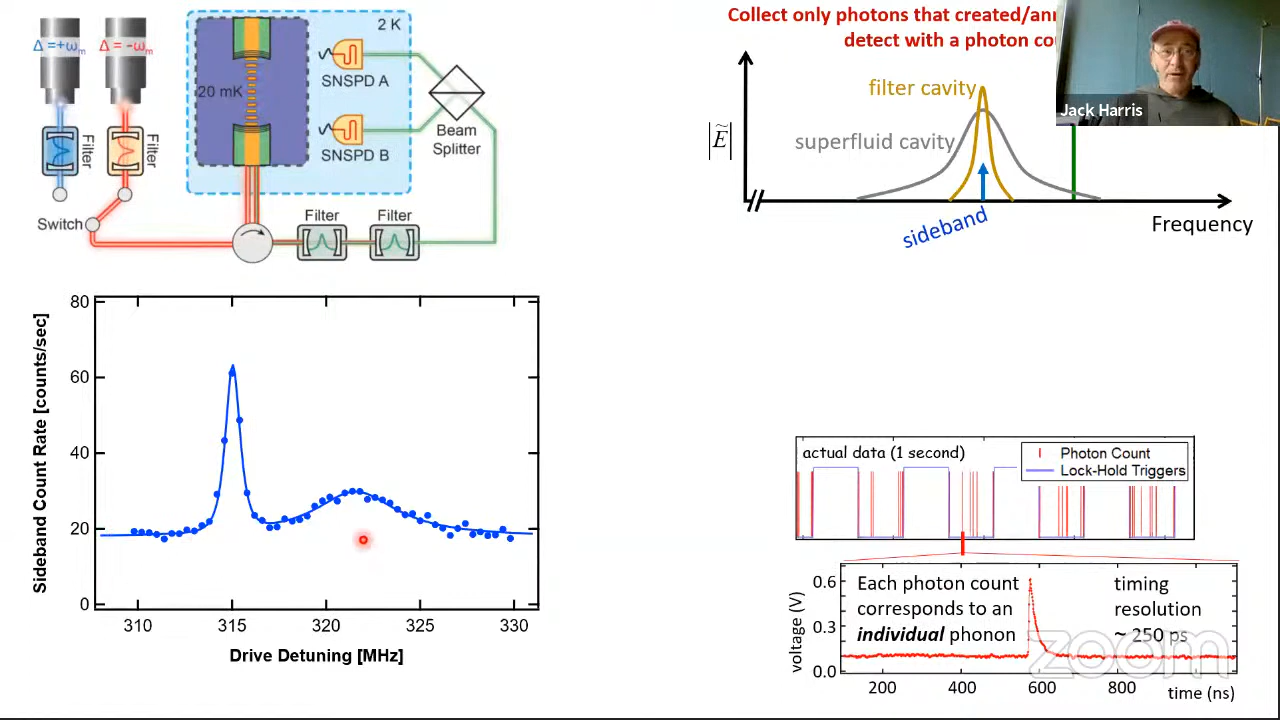 Δ = +ωm
Δ = -ωm
Filter
Filter
Switch
2 K
20 mK
SNSPD A
SNSPD B
Beam
Splitter
Filter
Filter
Collect only photons that created/
detect with a photon
|Ẽ|
filter cavity
superfluid cavity
sideband
Frequency
Jack Harris
Sideband Count Rate [counts/sec]
80
60
40
20
0
310
315
320
325
330
Drive Detuning [MHz]
actual data (1 second)
Photon Count
Lock-Hold Triggers
voltage (V)
0.6
0.3
0.0
Each photon count
corresponds to an
individual phonon
timing
resolution
~ 250 ps
200
400
600
800
time (ns)
zoom